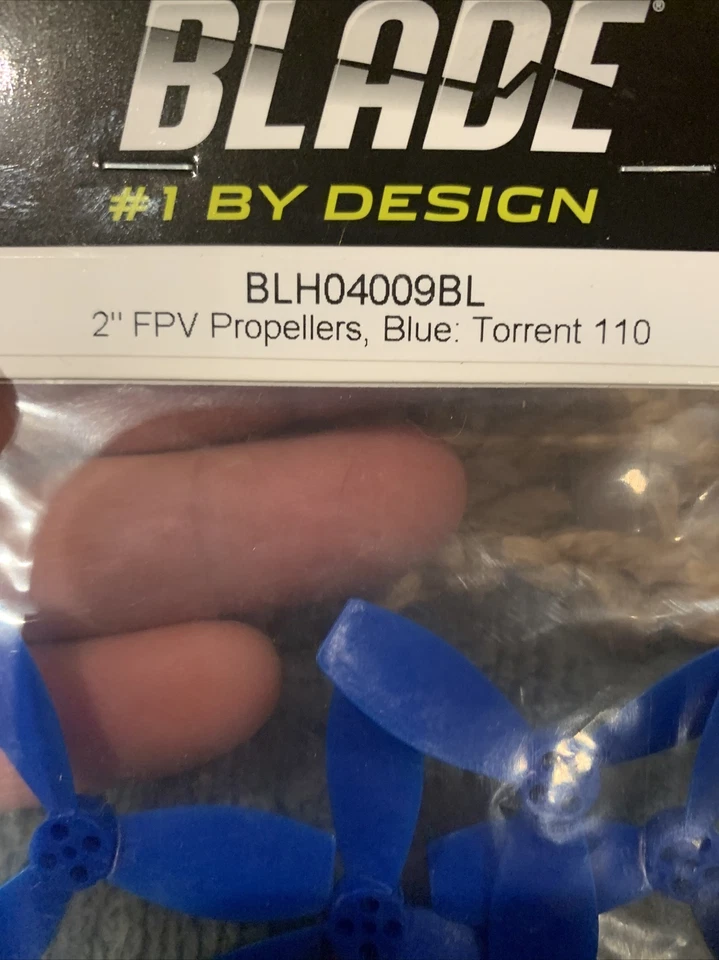 BLADE®
#1 BY DESIGN
BLH04009BL
2" FPV Propellers, Blue: Torrent 110